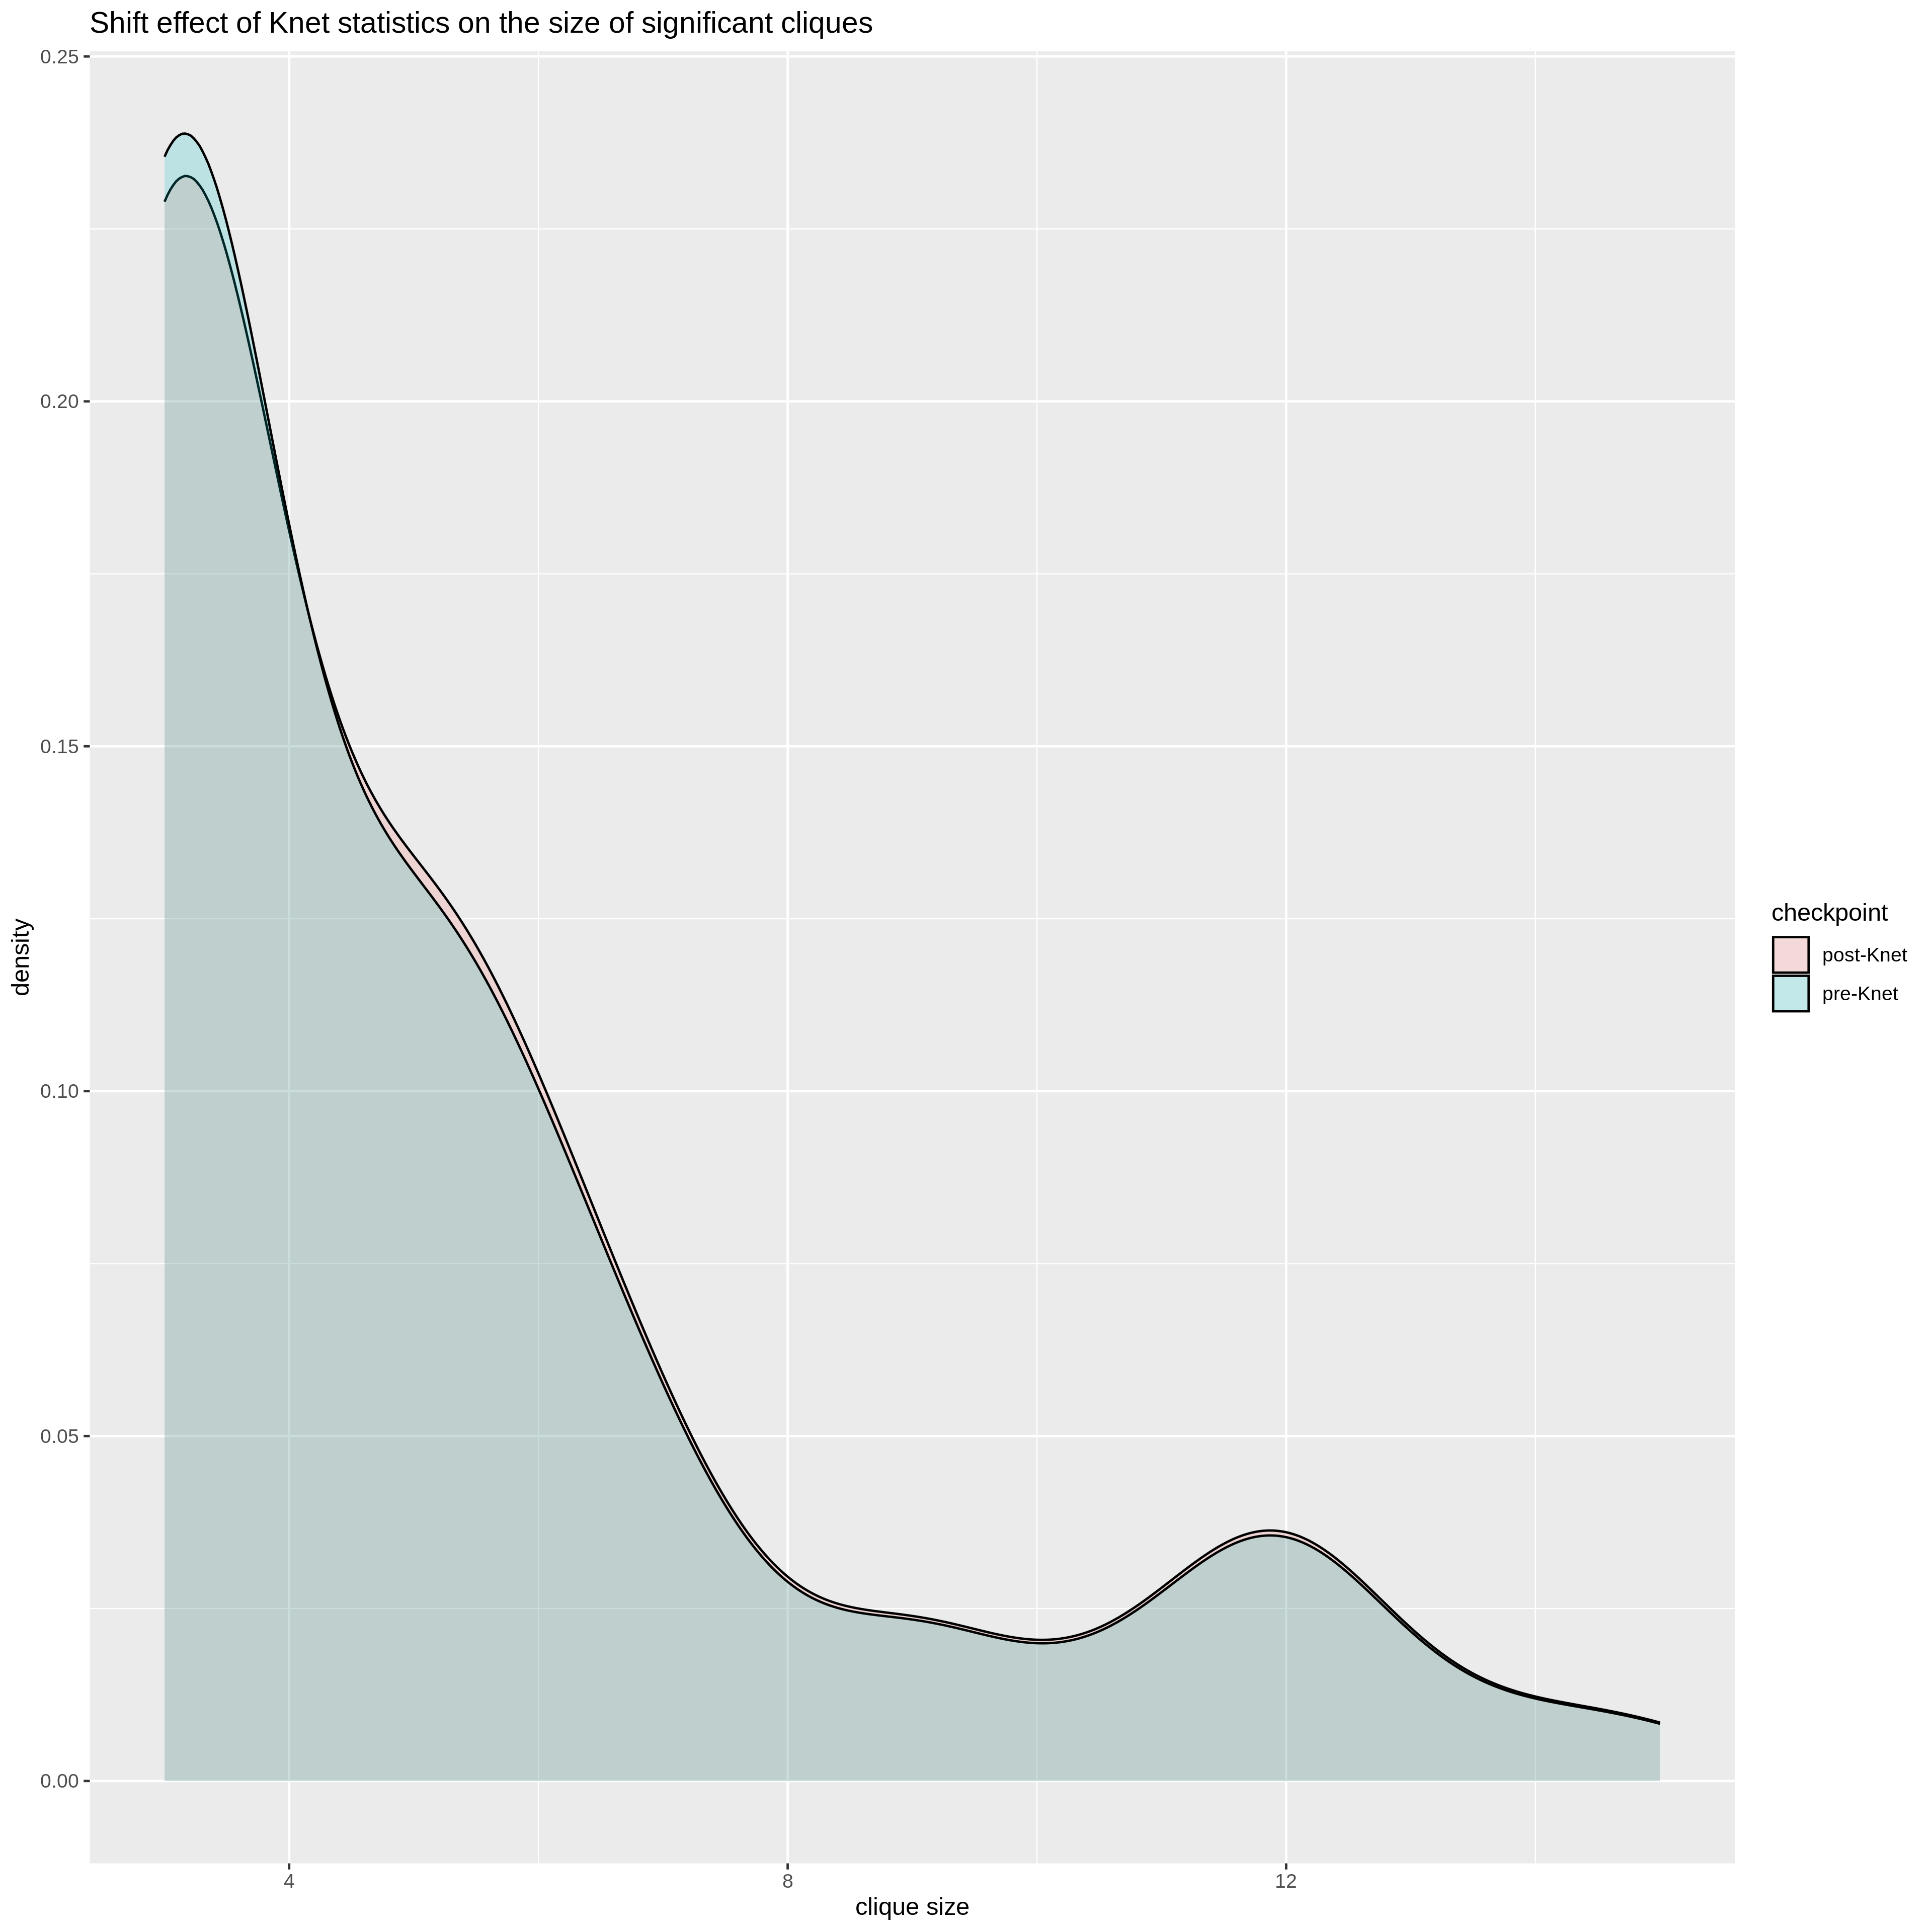 Shift effect of Knet statistics on the size of significant cliques
0.25
0.20
0.15
0.10
0.05
0.00
density
4
8
12
clique size
checkpoint
post-Knet
pre-Knet